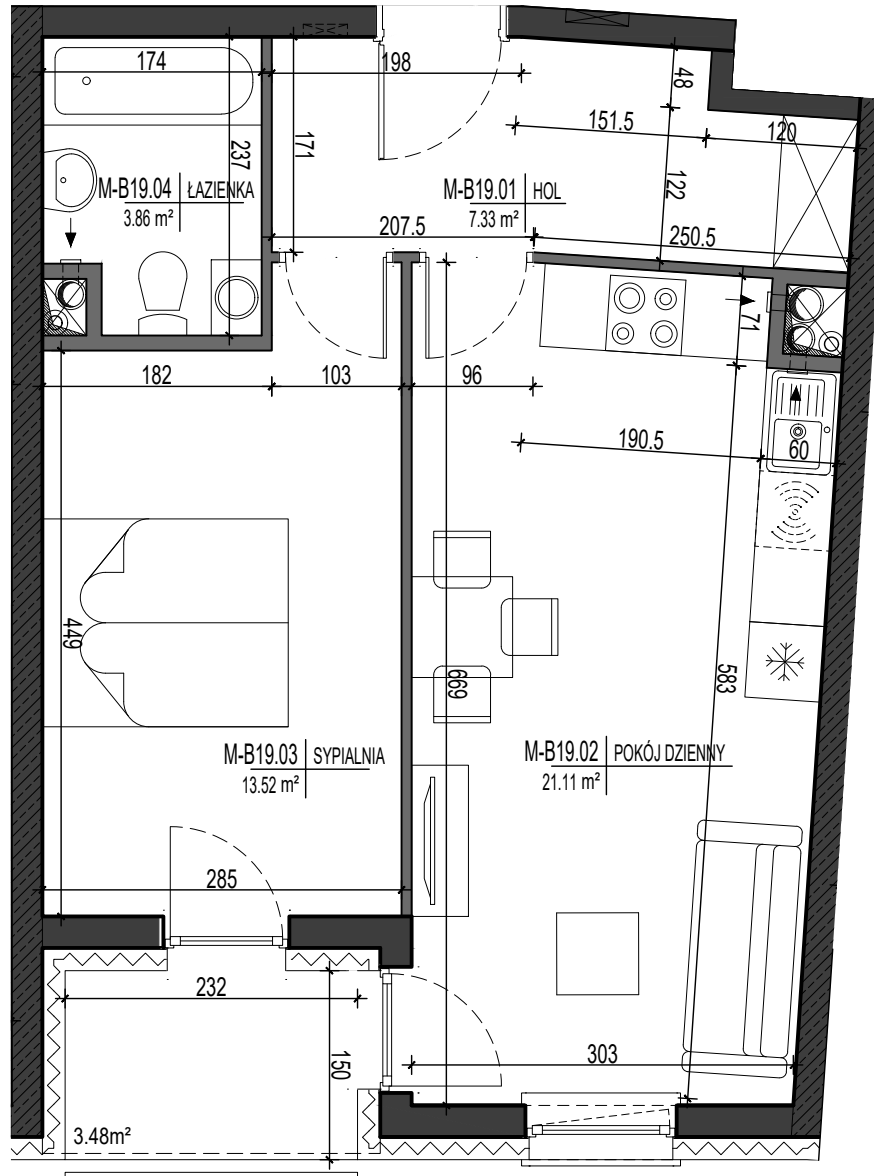 174
198
48
151.5
120
237
171
122
M-B19.04 ŁAZIENKA
3.86 m²
M-B19.01 HOL
7.33 m²
207.5
250.5
71
182
103
96
190.5
60
449
669
583
M-B19.03 SYPIALNIA
13.52 m²
M-B19.02 POKÓJ DZIENNY
21.11 m²
285
232
150
303
3.48m²